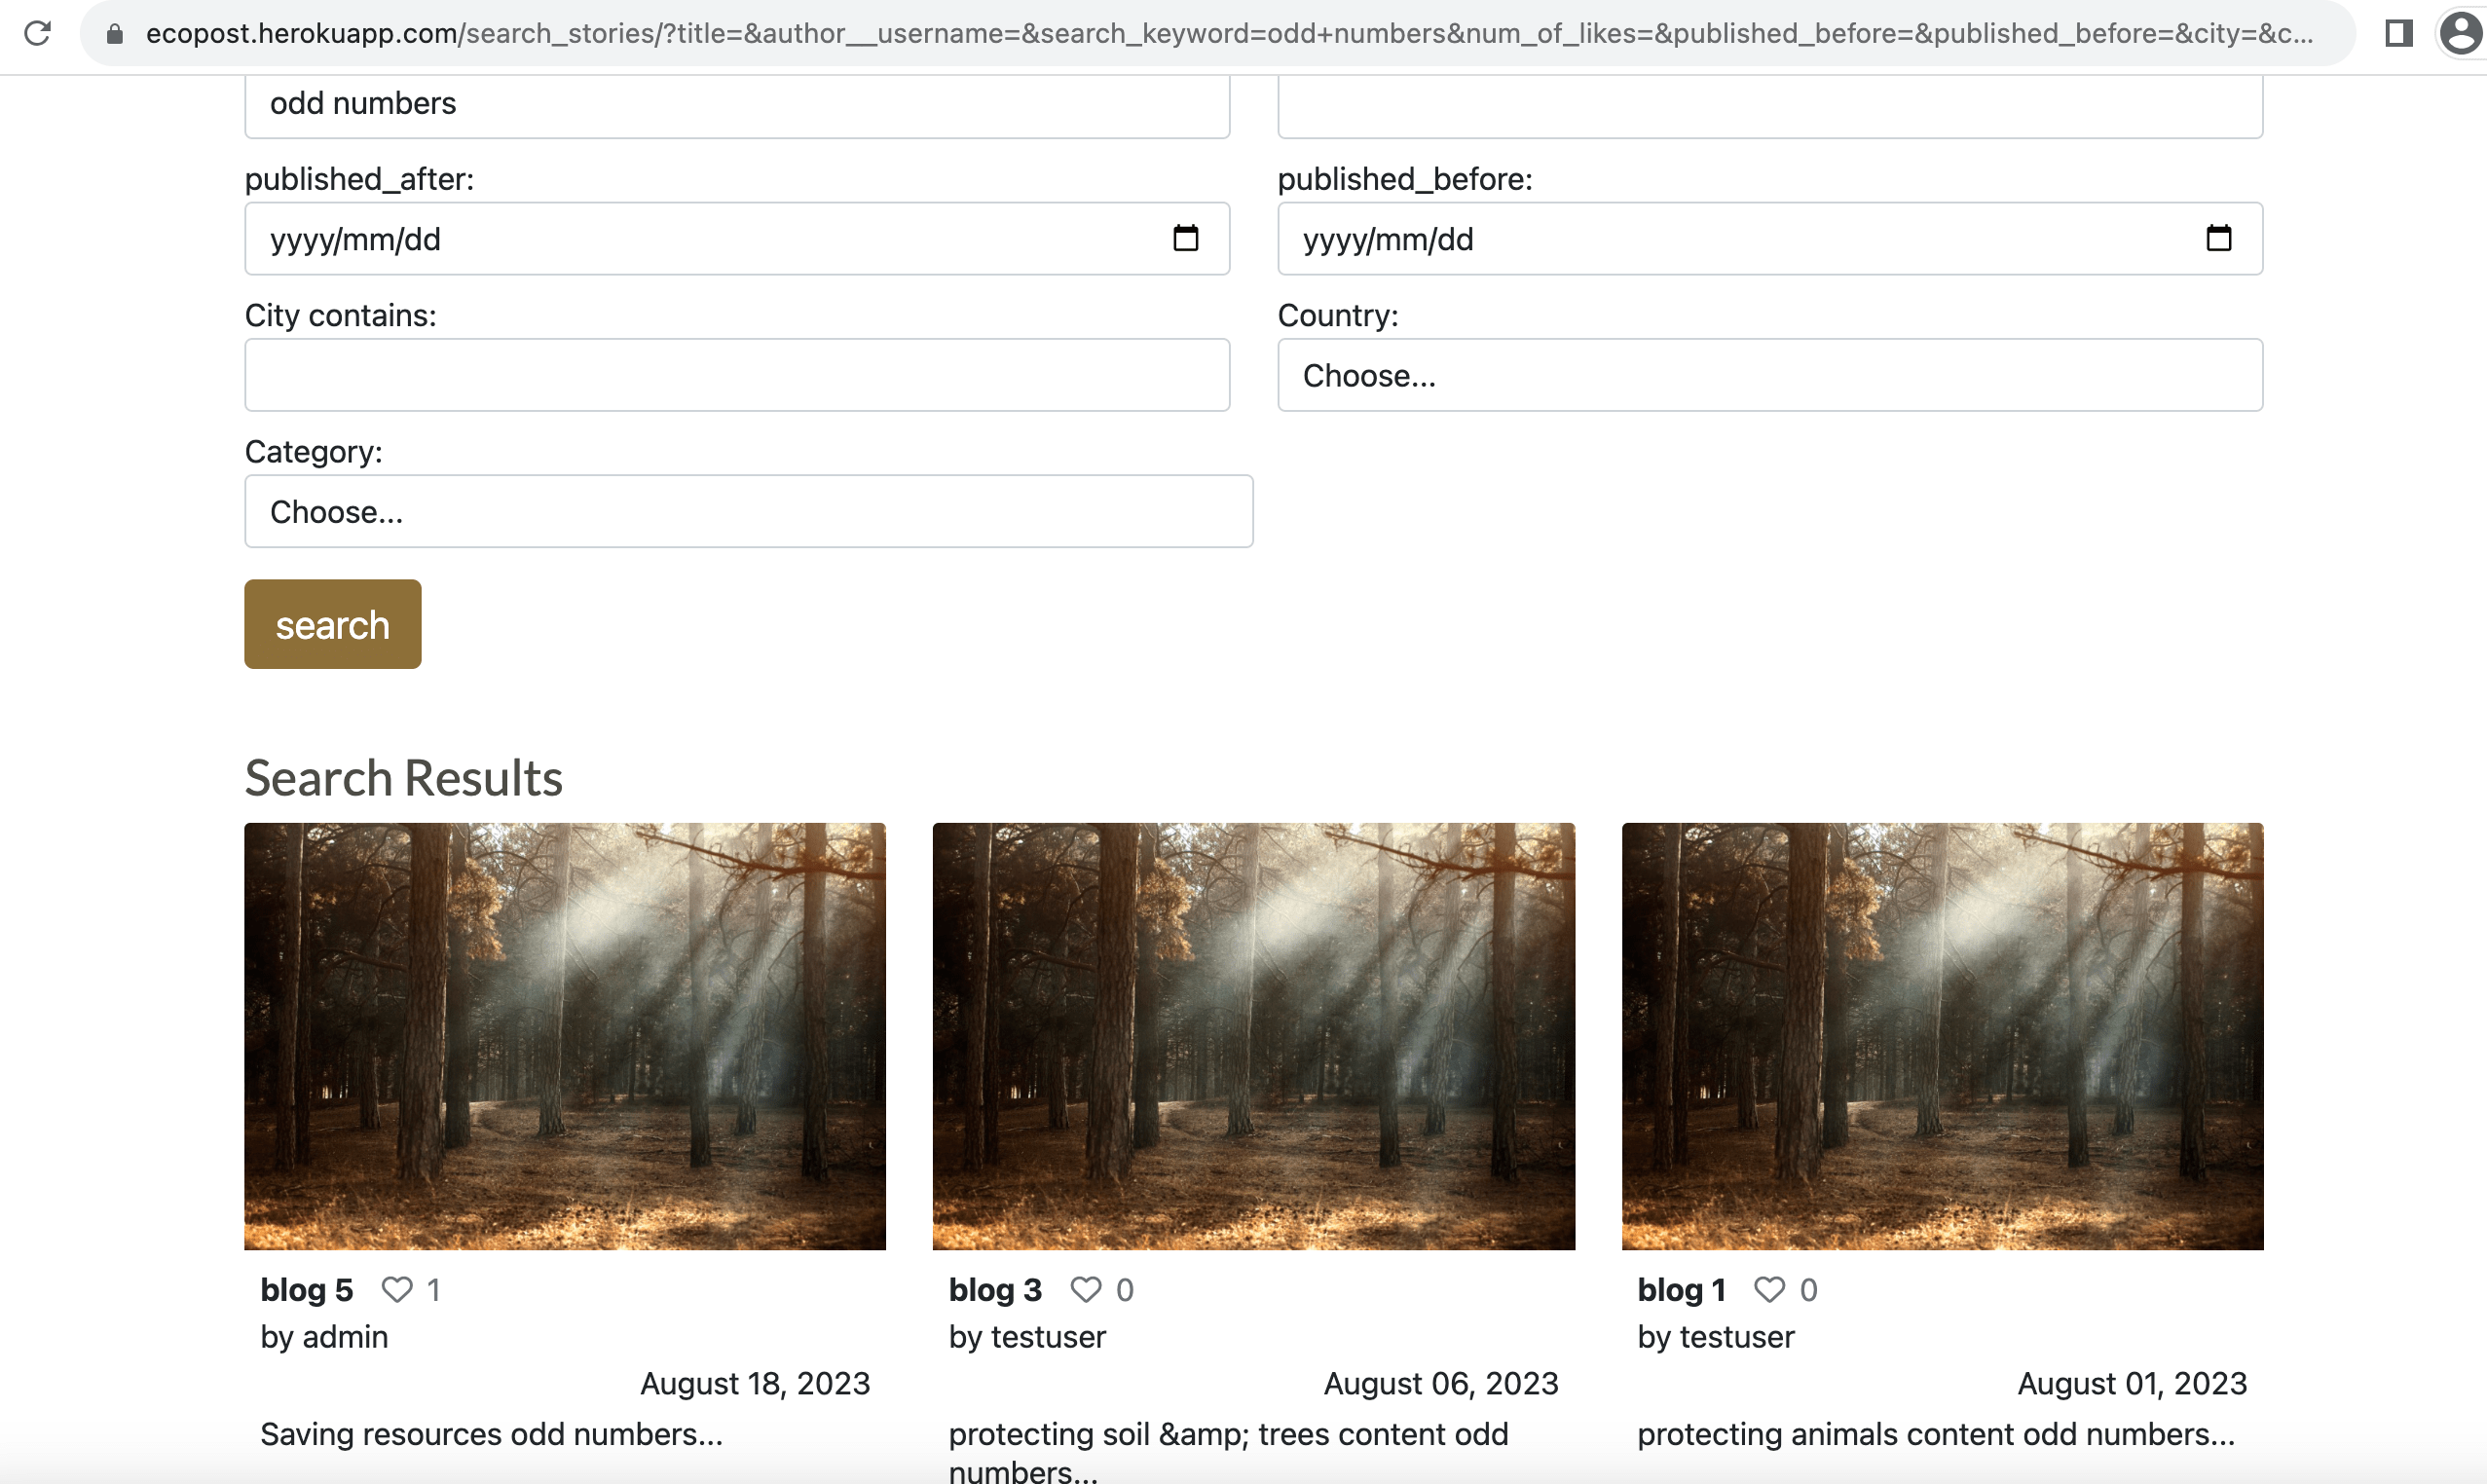 ecopost.herokuapp.com/search_stories/?title=&author__username=&search_keyword=odd+numbers&num_of_likes=&published_before=&published_before=&city=&c...
odd numbers
published_after: published_before:
yyyy/mm/dd yyyy/mm/dd
City contains: Country:
Choose...
Category:
Choose...
search
Search Results
blog 5 1
by admin
August 18, 2023
Saving resources odd numbers...
blog 3 0
by testuser
August 06, 2023
protecting soil &amp; trees content odd
numbers...
blog 1 0
by testuser
August 01, 2023
protecting animals content odd numbers...